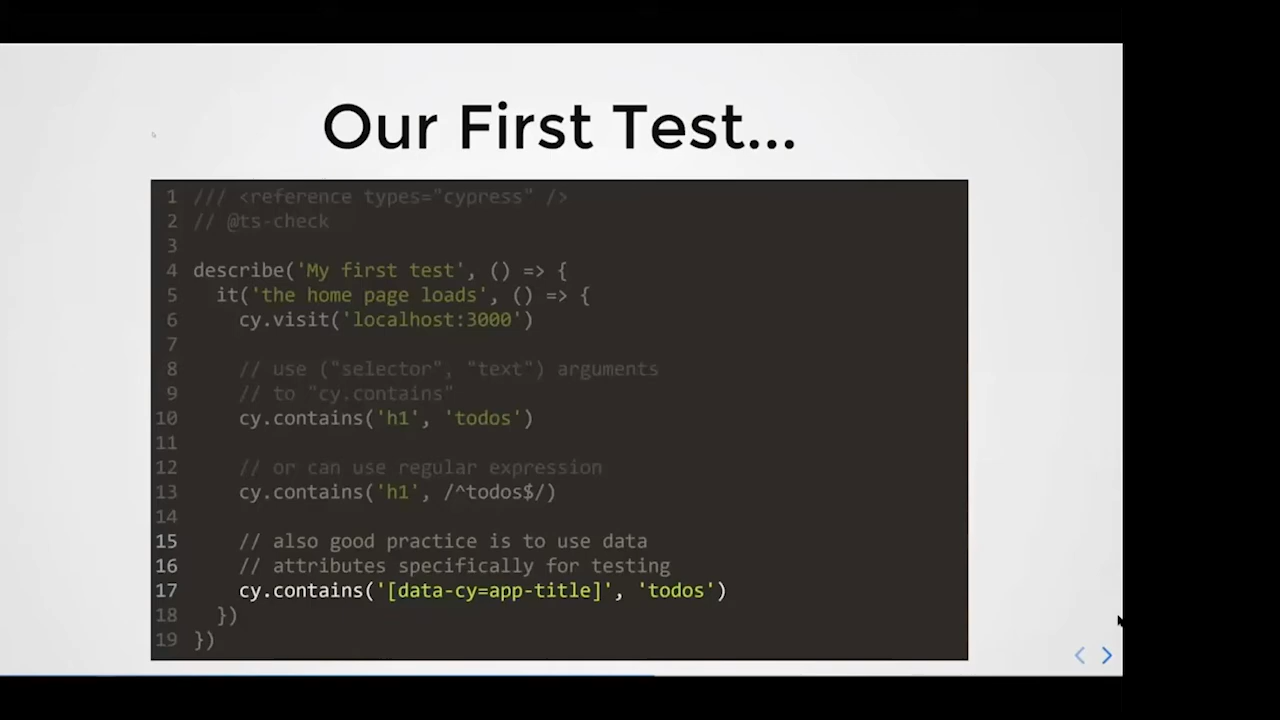 Our First Test...
1 /// <reference types="cypress" />
2 // @ts-check
3
4 describe('My first test', () => {
5   it('the home page loads', () => {
6     cy.visit('localhost:3000')
7
8     // use ("selector", "text") arguments
9     // to "cy.contains"
10     cy.contains('h1', 'todos')
11
12     // or can use regular expression
13     cy.contains('h1', /^todos$/)
14
15     // also good practice is to use data
16     // attributes specifically for testing
17     cy.contains('[data-cy=app-title]', 'todos')
18   })
19 })